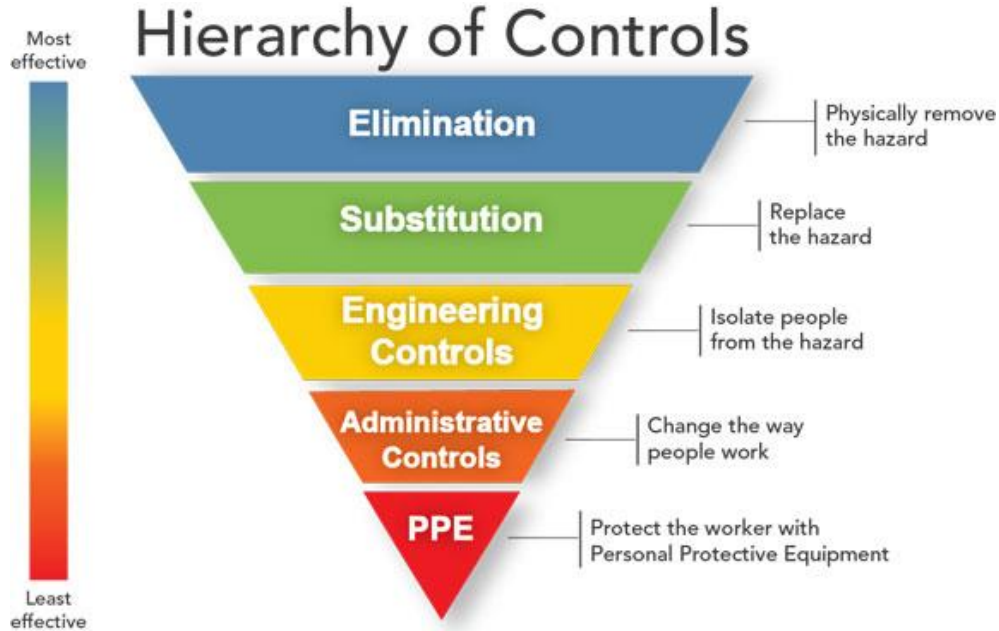 Hierarchy of Controls
Most
effective
Elimination
Physically remove
the hazard
Substitution
Replace
the hazard
Engineering
Controls
Isolate people
from the hazard
Administrative
Controls
Change the way
people work
PPE
Protect the worker with
Personal Protective Equipment
Least
effective